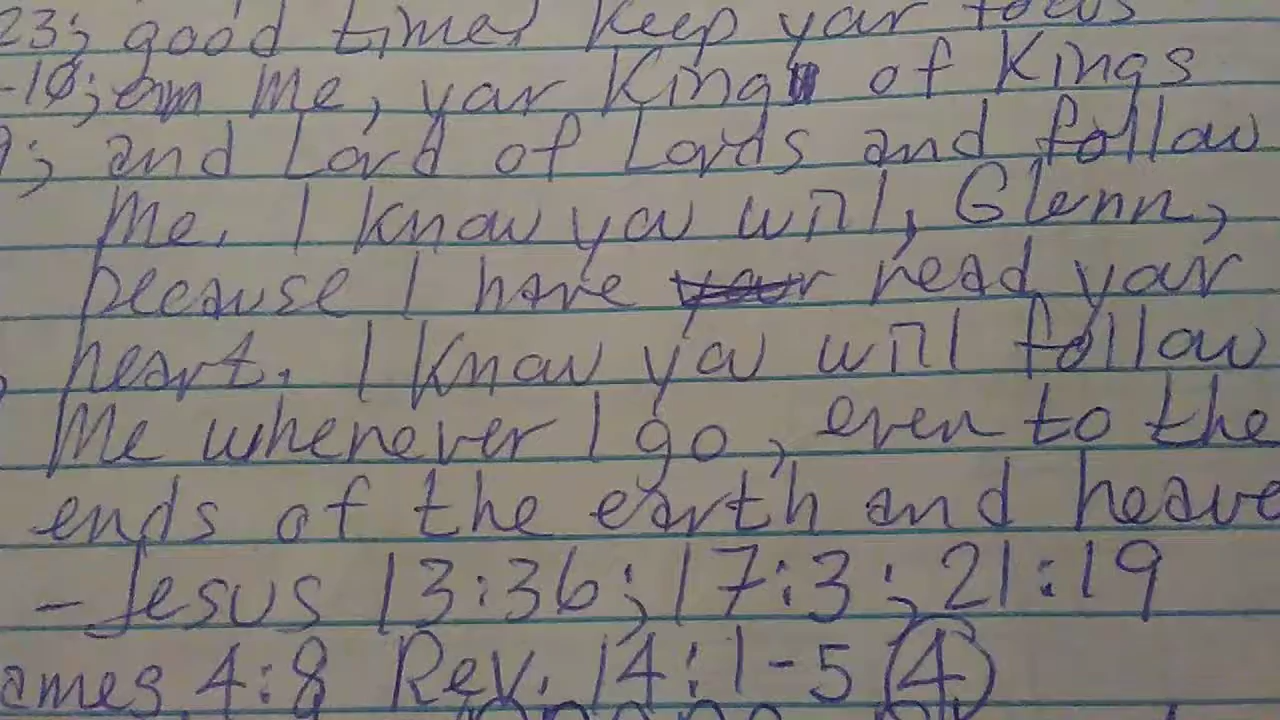 23; good times keep your focus
-10; on Me, your King of Kings
; and Lord of Lords and follow
Me. I know you will, Glenn,
because I have your read your
heart. I know you will follow
Me whenever I go, even to the
ends of the earth and heave
- Jesus 13:36; 17:3; 21:19
ames 4:8 Rev. 14:1-5 (4)